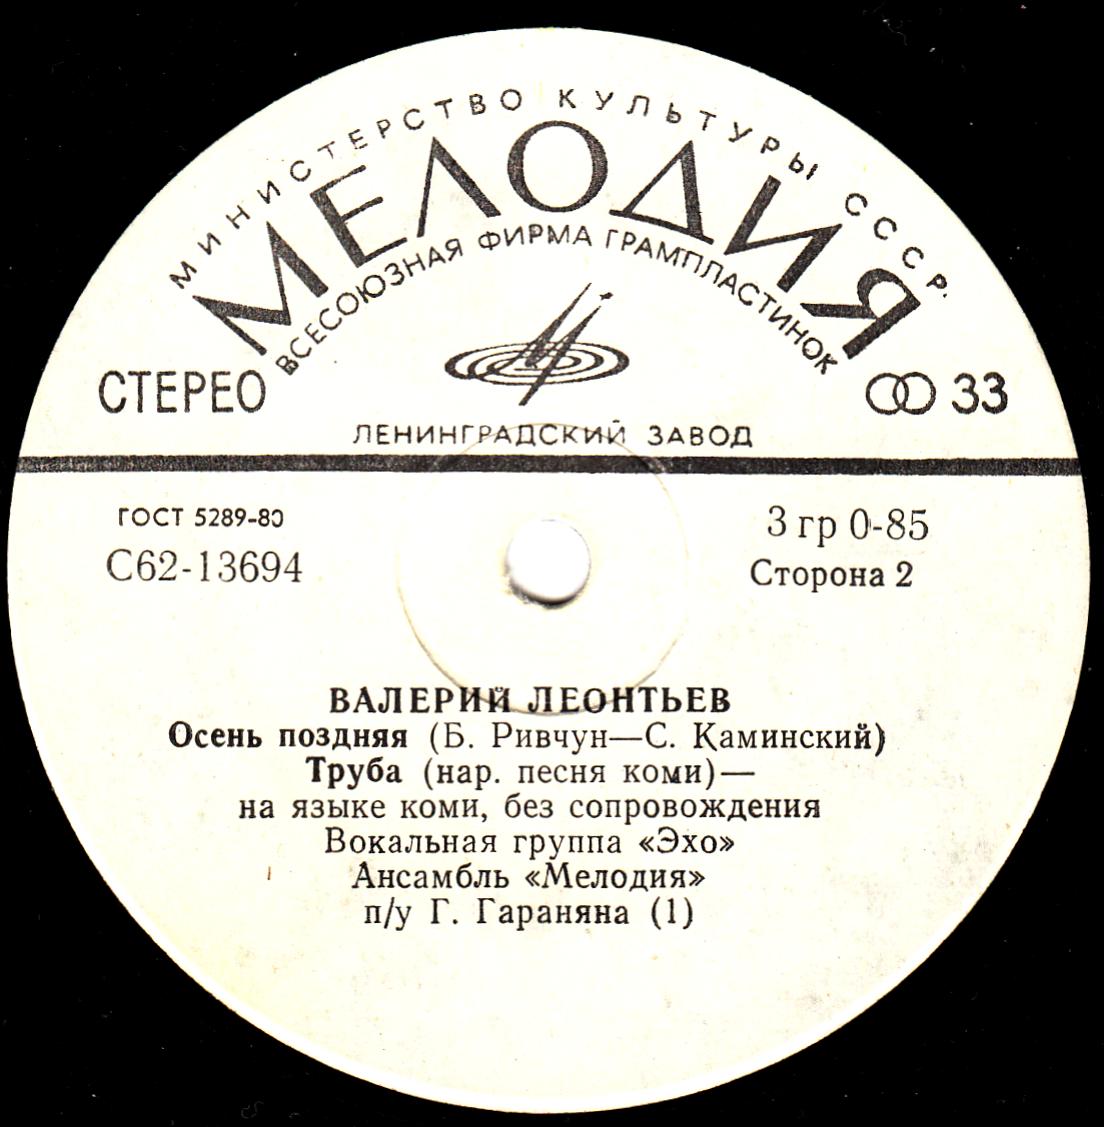 МИНИСТЕРСТВО КУЛЬТУРЫ СССР.
МЕЛОДИЯ
ВСЕСОЮЗНАЯ ФИРМА ГРАМПЛАСТИНОК
СТЕРЕО
33
ЛЕНИНГРАДСКИЙ ЗАВОД
ГОСТ 5289-80
3 гр 0-85
С62-13694
Сторона 2
ВАЛЕРИЙ ЛЕОНТЬЕВ
Осень поздняя (Б. Ривчун—С. Каминский)
Труба (нар. песня коми)—
на языке коми, без сопровождения
Вокальная группа «Эхо»
Ансамбль «Мелодия»
п/у Г. Гараняна (1)